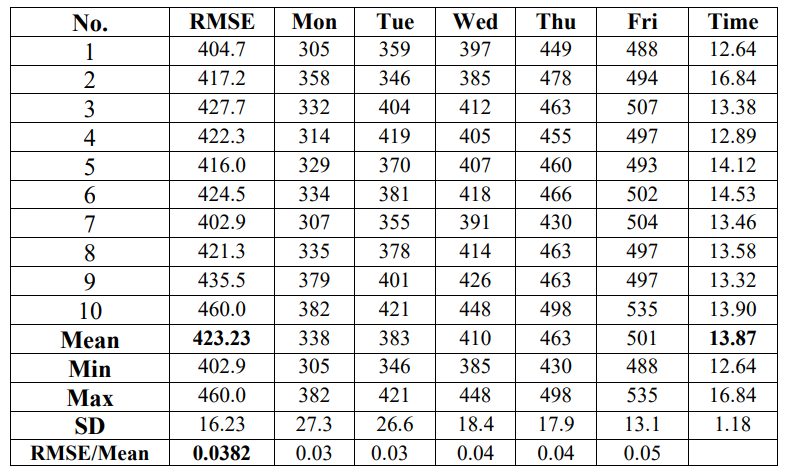 No. RMSE Mon Tue Wed Thu Fri Time
1 404.7 305 359 397 449 488 12.64
2 417.2 358 346 385 478 494 16.84
3 427.7 332 404 412 463 507 13.38
4 422.3 314 419 405 455 497 12.89
5 416.0 329 370 407 460 493 14.12
6 424.5 334 381 418 466 502 14.53
7 402.9 307 355 391 430 504 13.46
8 421.3 335 378 414 463 497 13.58
9 435.5 379 401 426 463 497 13.32
10 460.0 382 421 448 498 535 13.90
Mean 423.23 338 383 410 463 501 13.87
Min 402.9 305 346 385 430 488 12.64
Max 460.0 382 421 448 498 535 16.84
SD 16.23 27.3 26.6 18.4 17.9 13.1 1.18
RMSE/Mean 0.0382 0.03 0.03 0.04 0.04 0.05